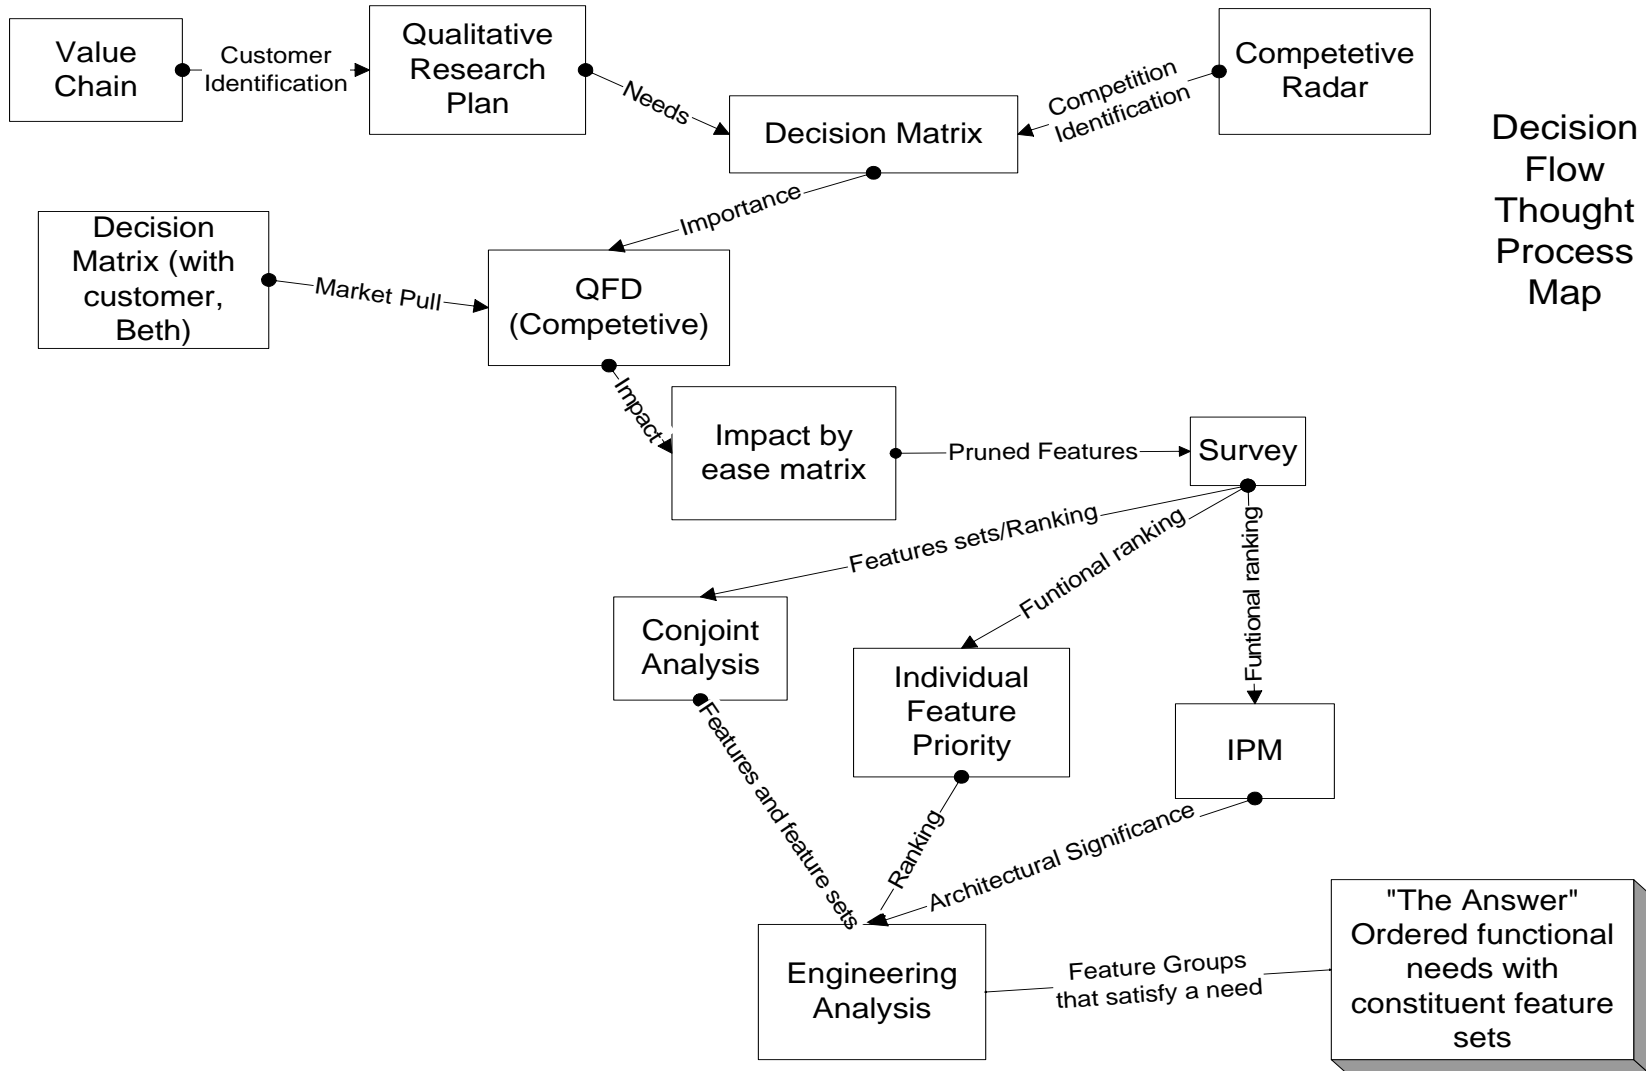 Value
Chain
Customer
Identification
Qualitative
Research
Plan
Needs
Decision Matrix
Competition
Identification
Competetive
Radar
Decision
Flow
Thought
Process
Map
Importance
Decision
Matrix (with
customer,
Beth)
Market Pull
QFD
(Competetive)
Impact
Impact by
ease matrix
Pruned Features
Survey
Features sets/Ranking
Funtional ranking
Funtional ranking
Conjoint
Analysis
Individual
Feature
Priority
IPM
Features and feature sets
Ranking
Architectural Significance
Engineering
Analysis
Feature Groups
that satisfy a need
"The Answer"
Ordered functional
needs with
constituent feature
sets